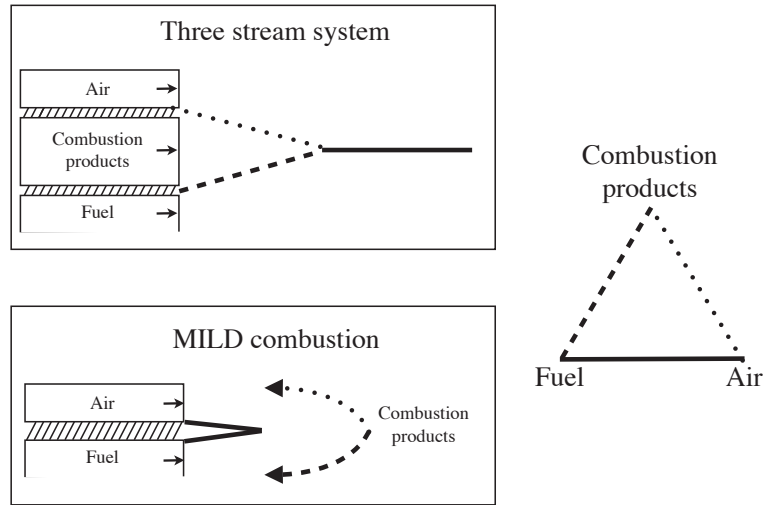 Three stream system
Air
Combustion
products
Fuel
MILD combustion
Air
Fuel
Combustion
products
Combustion
products
Fuel
Air